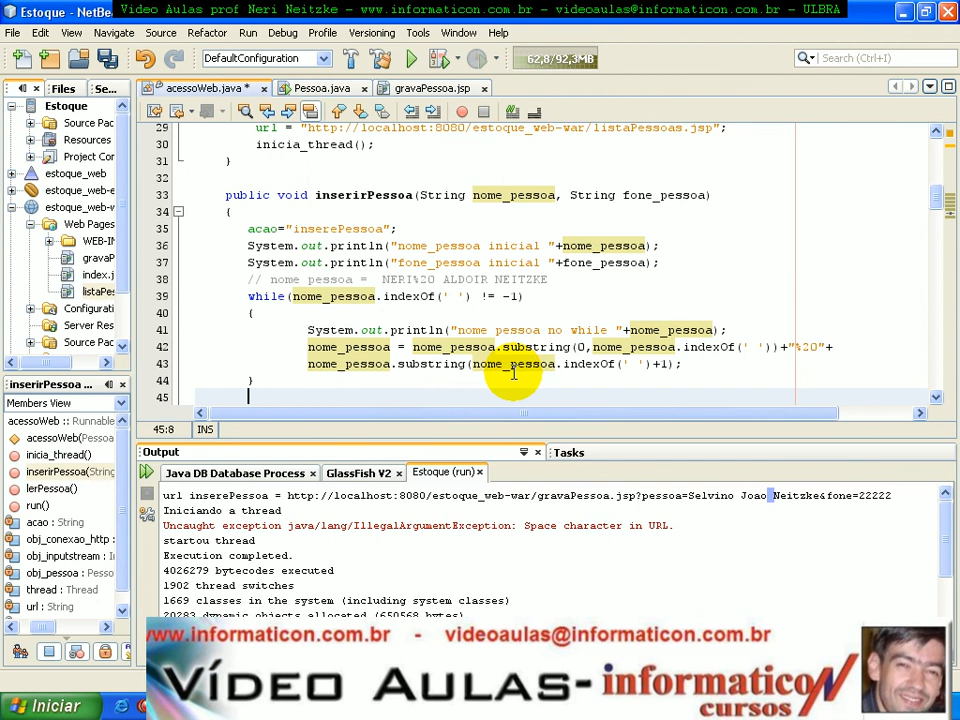 Estoque - NetBe
Video Aulas prof Neri Neitzke - www.informaticon.com.br - videoaulas@informaticon.com.br - ULBRA
File Edit View Navigate Source Refactor Run Debug Profile Versioning Tools Window Help
DefaultConfiguration
62,8/92,3MB
Search (Ctrl+I)
Files
Se...
acessoWeb.java *
Pessoa.java
gravaPessoa.jsp
Estoque
Source Pac
Resources
Project Con
estoque_web
estoque_web-e
estoque_web-w
Web Pages
WEB-IN
gravaP
index.j
listaPes
Configuratio
Server Res
29 url = "http://localhost:8080/estoque_web-war/listaPessoas.jsp";
30 inicia_thread();
31 }
32
33 public void inserirPessoa(String nome_pessoa, String fone_pessoa)
34 {
35 acao="inserePessoa";
36 System.out.println("nome_pessoa inicial "+nome_pessoa);
37 System.out.println("fone_pessoa inicial "+fone_pessoa);
38 // nome pessoa = NERI%20 ALDOIR NEITZKE
39 while(nome_pessoa.indexOf(' ') != -1)
40 {
41 System.out.println("nome pessoa no while "+nome_pessoa);
42 nome_pessoa = nome_pessoa.substring(0,nome_pessoa.indexOf(' '))+"%20"+
43 nome_pessoa.substring(nome_pessoa.indexOf(' ')+1);
44 }
45
45:8 INS
inserirPessoa ...
Members View
acessoWeb :: Runnable
acessoWeb(Pessoa
inicia_thread()
inserirPessoa(String
lerPessoa()
run()
acao : String
obj_conexao_http :
obj_inputstream : I
obj_pessoa : Pesso
thread : Thread
url : String
Output
Tasks
Java DB Database Process
GlassFish V2
Estoque (run)
url inserePessoa = http://localhost:8080/estoque_web-war/gravaPessoa.jsp?pessoa=Selvino Joao Neitzke&fone=22222
Iniciando a thread
Uncaught exception java/lang/IllegalArgumentException: Space character in URL.
startou thread
Execution completed.
4026279 bytecodes executed
1902 thread switches
1669 classes in the system (including system classes)
20283 dynamic objects allocated (650568 bytes)
www.informaticon.com.br - videoaulas@informaticon.com.br
Vídeo Aulas- informaticoN
cursos
Iniciar